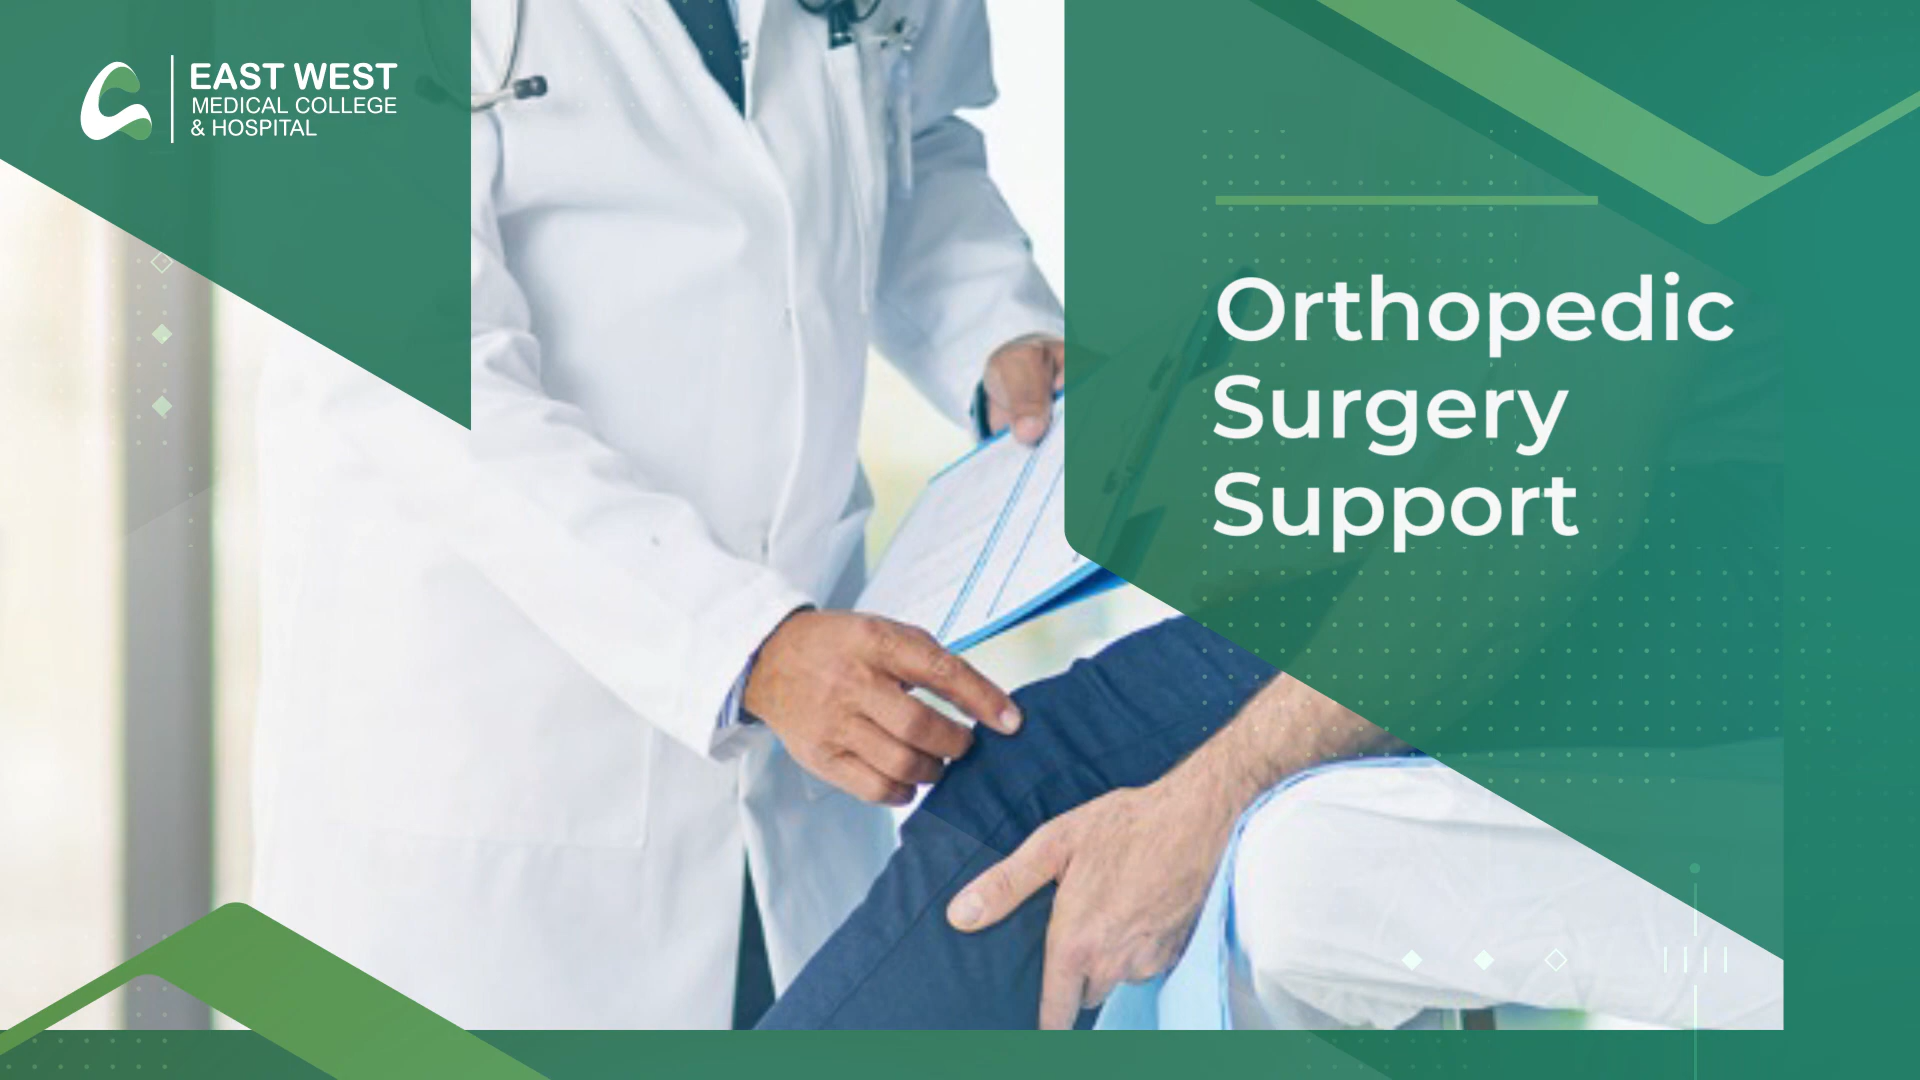 EAST WEST
MEDICAL COLLEGE
& HOSPITAL
Orthopedic
Surgery
Support